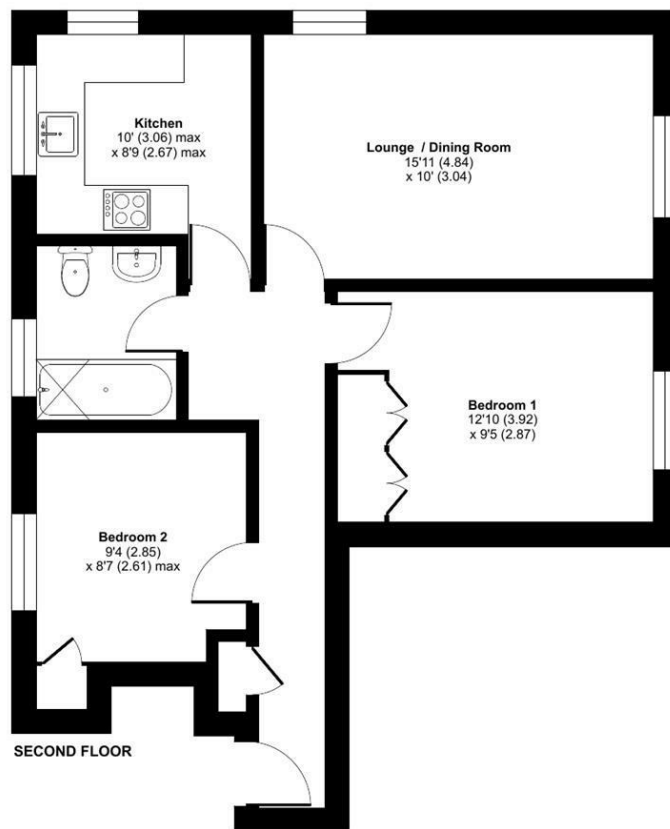 Kitchen
10' (3.06) max
x 8'9 (2.67) max
Lounge / Dining Room
15'11 (4.84)
x 10' (3.04)
Bedroom 1
12'10 (3.92)
x 9'5 (2.87)
Bedroom 2
9'4 (2.85)
x 8'7 (2.61) max
SECOND FLOOR